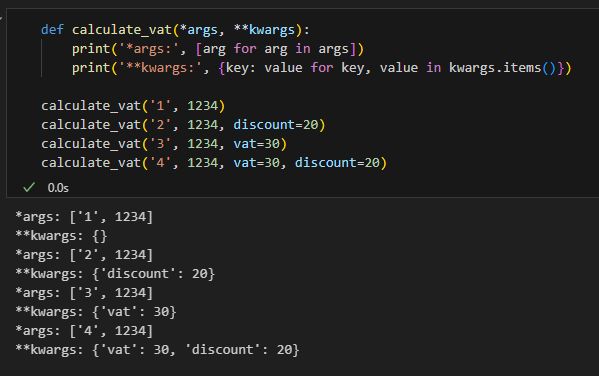 def calculate_vat(*args, **kwargs):
    print('*args:', [arg for arg in args])
    print('**kwargs:', {key: value for key, value in kwargs.items()})

calculate_vat('1', 1234)
calculate_vat('2', 1234, discount=20)
calculate_vat('3', 1234, vat=30)
calculate_vat('4', 1234, vat=30, discount=20)
0.0s
*args: ['1', 1234]
**kwargs: {}
*args: ['2', 1234]
**kwargs: {'discount': 20}
*args: ['3', 1234]
**kwargs: {'vat': 30}
*args: ['4', 1234]
**kwargs: {'vat': 30, 'discount': 20}